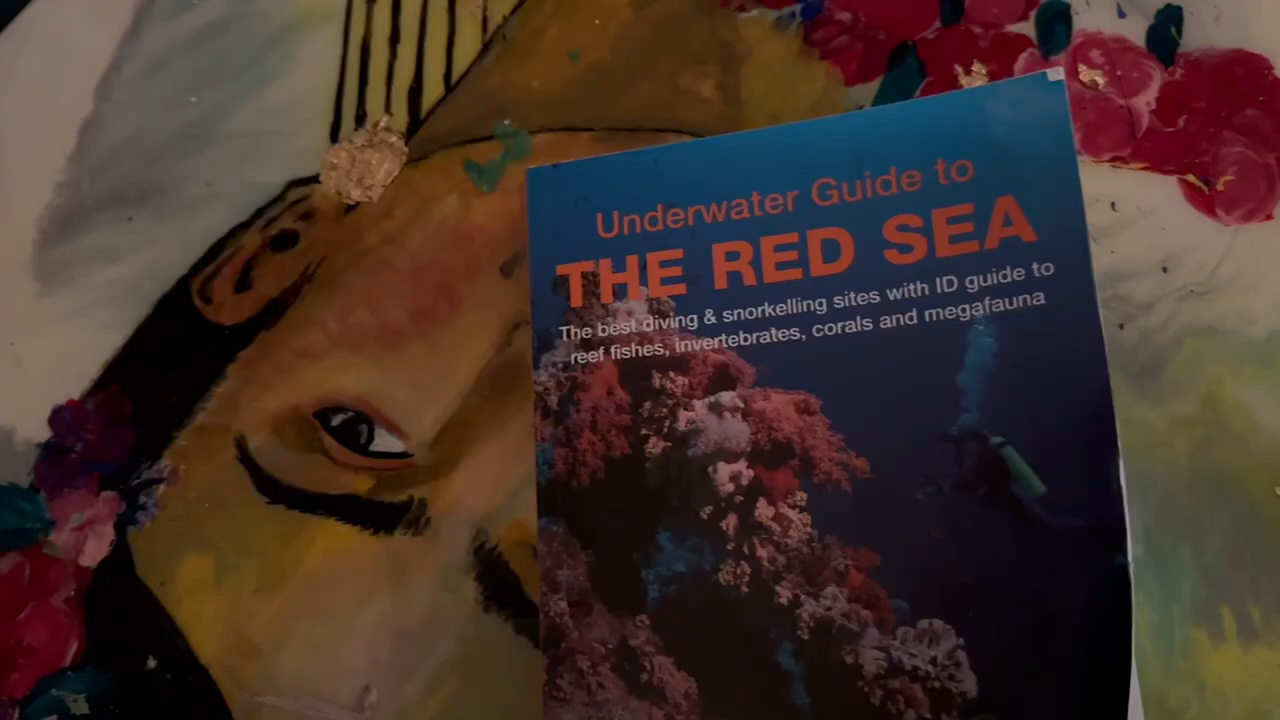 Underwater Guide to
THE RED SEA
The best diving & snorkelling sites with ID guide to
reef fishes, invertebrates, corals and megafauna